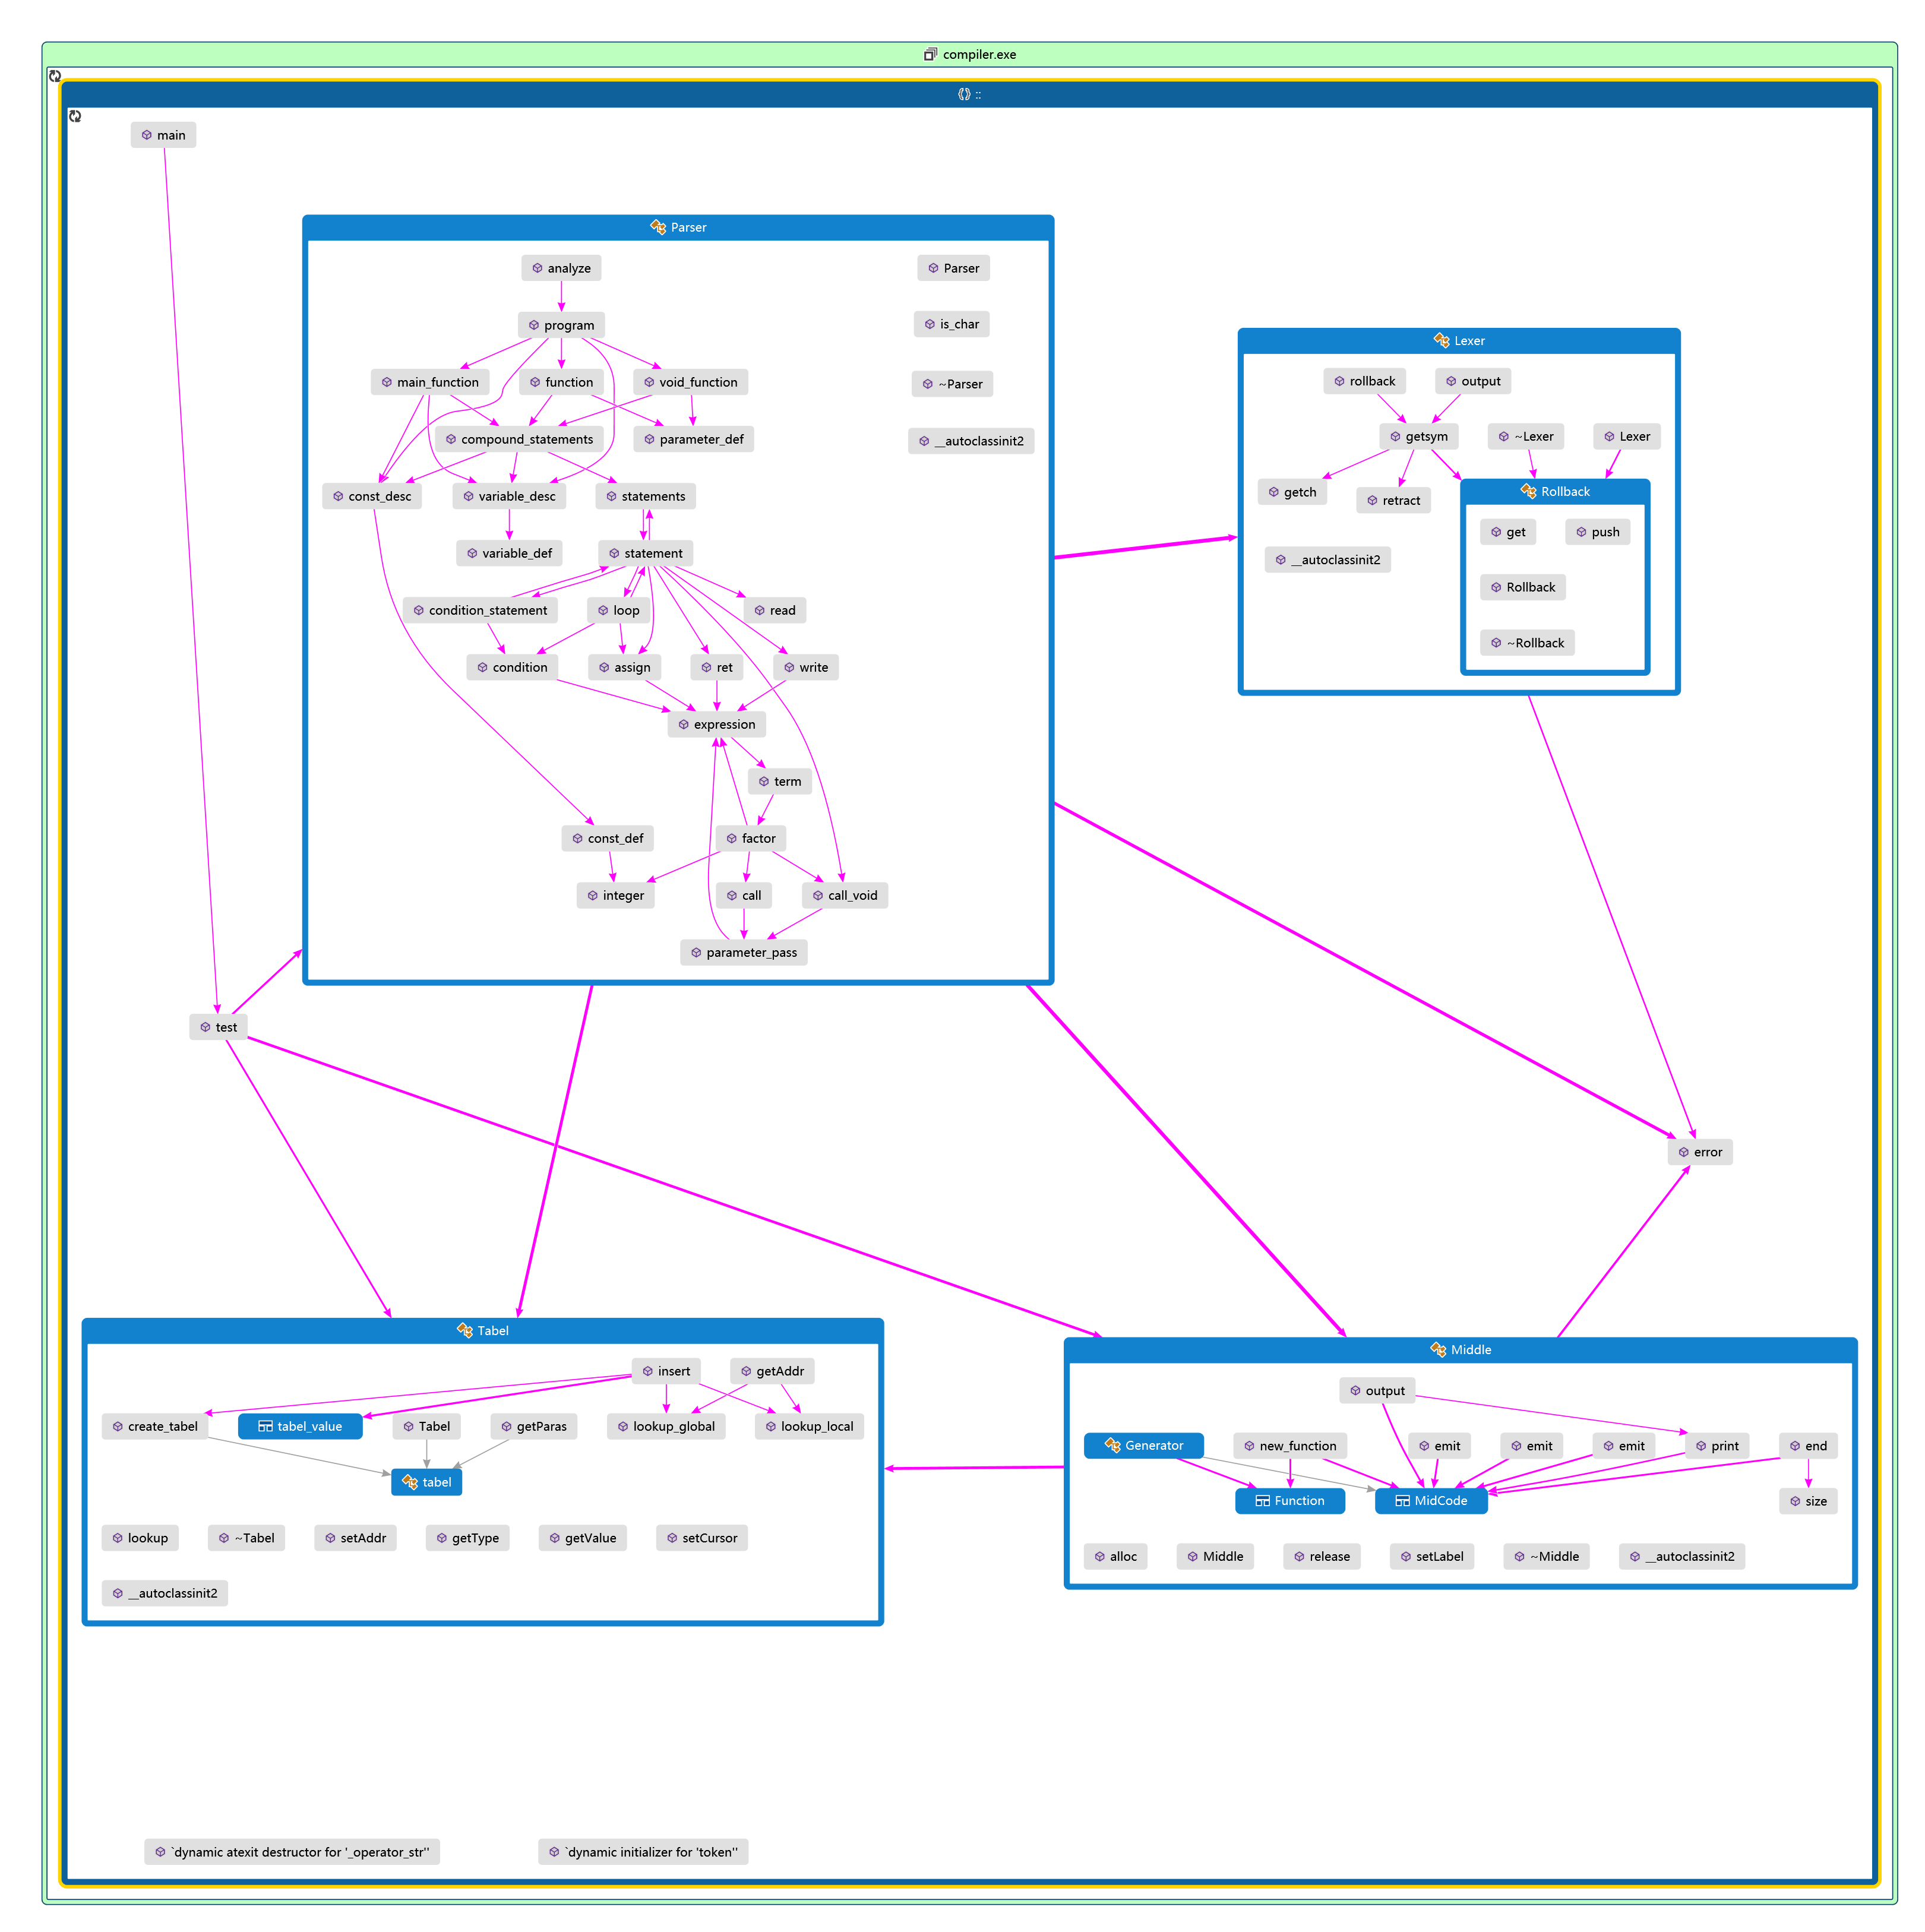 compiler.exe
::
main
Parser
analyze
Parser
program
is_char
main_function function void_function
~Parser
compound_statements parameter_def
__autoclassinit2
const_desc variable_desc statements
variable_def statement
condition_statement loop read
condition assign ret write
expression
term
const_def factor
integer call call_void
parameter_pass
Lexer
rollback output
getsym ~Lexer Lexer
getch retract
Rollback
get push
Rollback
~Rollback
__autoclassinit2
test
error
Tabel
insert getAddr
create_tabel tabel_value Tabel getParas lookup_global lookup_local
tabel
lookup ~Tabel setAddr getType getValue setCursor
__autoclassinit2
Middle
output
Generator new_function emit emit emit print end
Function MidCode size
alloc Middle release setLabel ~Middle __autoclassinit2
`dynamic atexit destructor for '_operator_str'' `dynamic initializer for 'token''